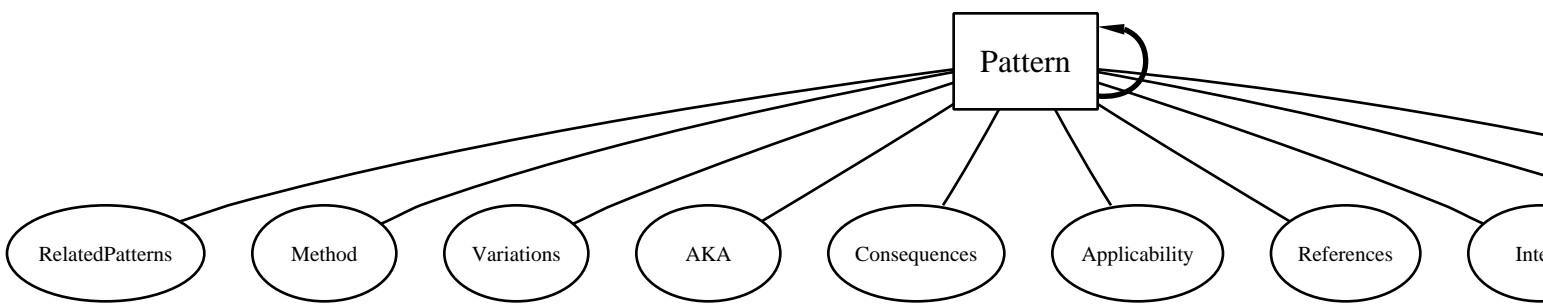 Pattern
RelatedPatterns
Method
Variations
AKA
Consequences
Applicability
References